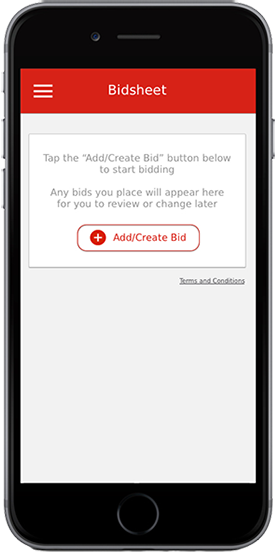 Bidsheet
Tap the “Add/Create Bid” button below
to start bidding
Any bids you place will appear here
for you to review or change later
Add/Create Bid
Terms and Conditions